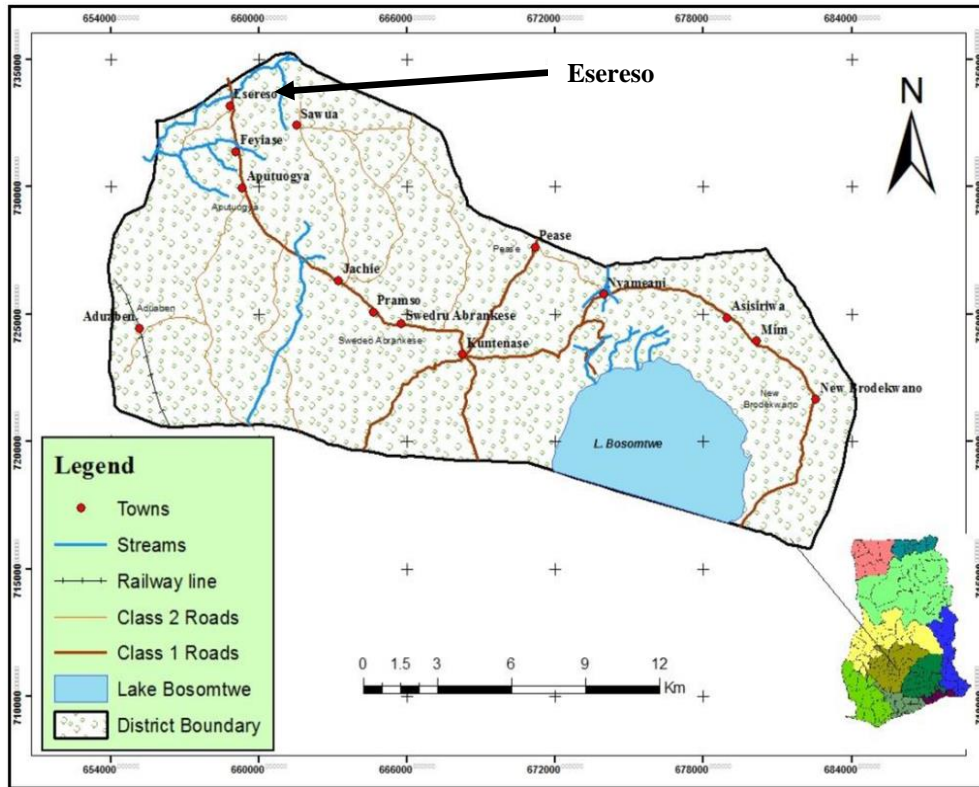 654000 660000 666000 672000 678000 684000
Esereso
N
735000
Esereso
Sawua
Feyiase
730000
Aputuogya
Aputuogya
Pease
Pease
Jachie
Nyameani
Pramso
Asisiriwa
725000
Aduaben
Aduaben
Swedru Abrankese
Swedeo Abrankese
Mim
Kuntenase
New Brodekwano
New
Brodekwano
720000
L. Bosomtwe
Legend
Towns
Streams
Railway line
Class 2 Roads
Class 1 Roads
Lake Bosomtwe
District Boundary
715000
0 1.5 3 6 9 12
Km
710000
654000 660000 666000 672000 678000 684000